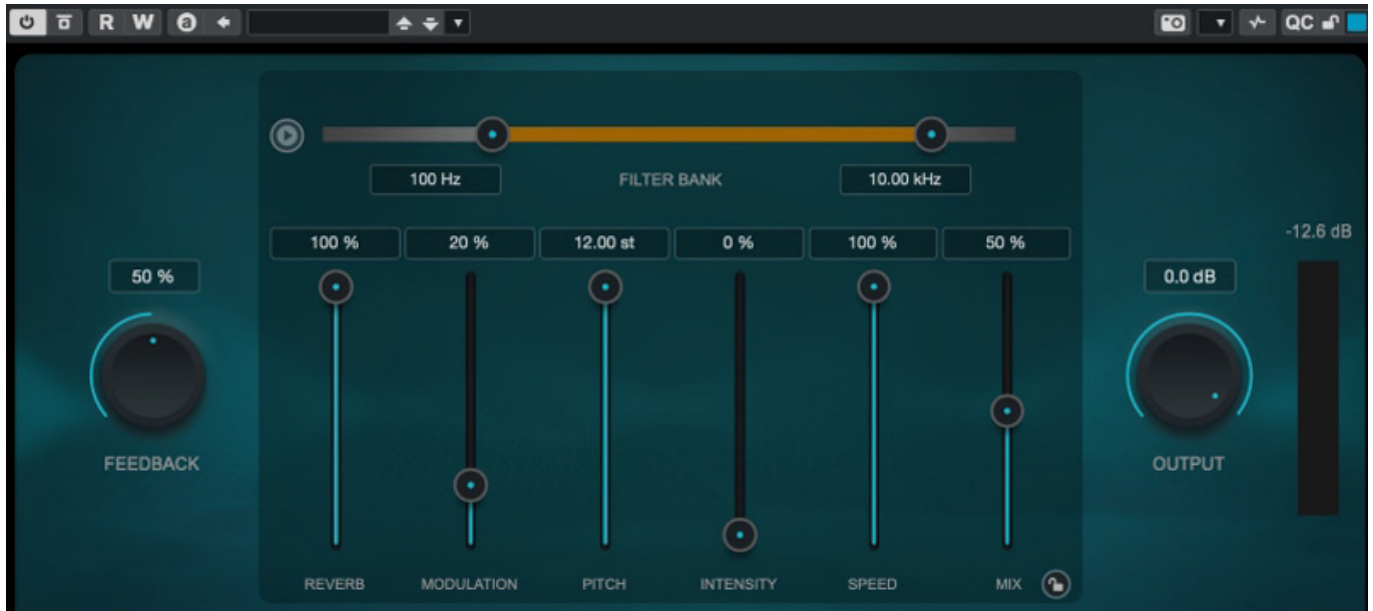 R W a QC
100 Hz FILTER BANK 10.00 kHz
100 % 20 % 12.00 st 0 % 100 % 50 %
-12.6 dB
50 % 0.0 dB
FEEDBACK OUTPUT
REVERB MODULATION PITCH INTENSITY SPEED MIX